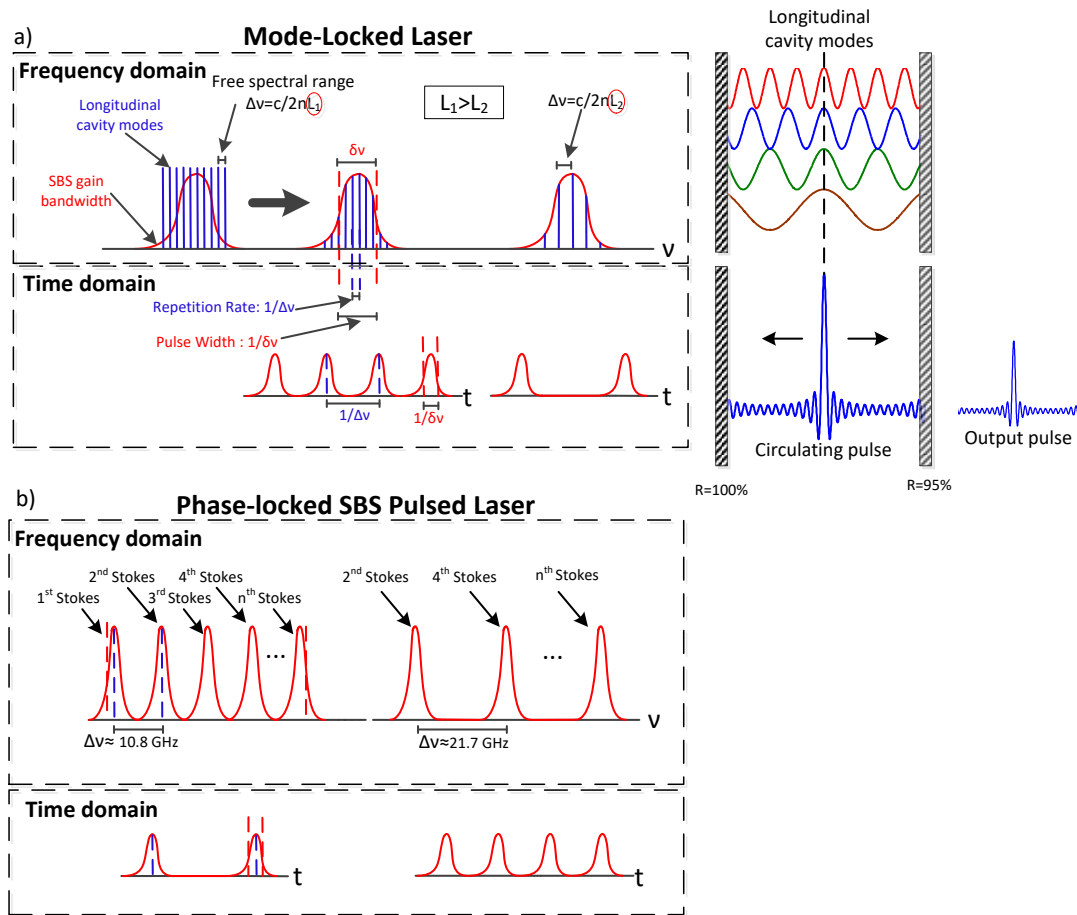 a)
Mode-Locked Laser
Frequency domain
Free spectral range
Δν=c/2nL₁
Longitudinal
cavity modes
SBS gain
bandwidth
L₁>L₂
δν
Δν=c/2nL₂
ν
Time domain
Repetition Rate: 1/Δν
Pulse Width : 1/δν
t
t
1/Δν
1/δν
Longitudinal
cavity modes
Circulating pulse
Output pulse
R=100%
R=95%
b)
Phase-locked SBS Pulsed Laser
Frequency domain
1st Stokes
2nd Stokes
3rd Stokes
4th Stokes
nth Stokes
...
Δν≈ 10.8 GHz
2nd Stokes
4th Stokes
nth Stokes
...
Δν≈21.7 GHz
ν
Time domain
t
t